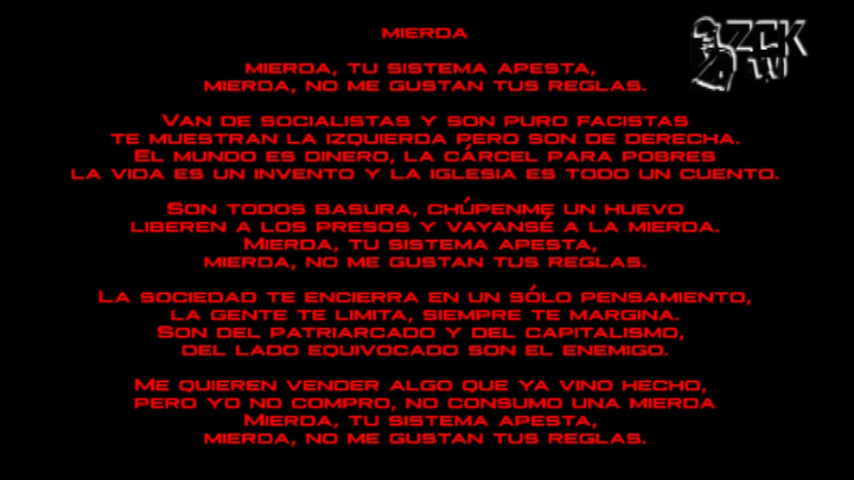 MIERDA
MIERDA, TU SISTEMA APESTA,
MIERDA, NO ME GUSTAN TUS REGLAS.
VAN DE SOCIALISTAS Y SON PURO FACISTAS
TE MUESTRAN LA IZQUIERDA PERO SON DE DERECHA.
EL MUNDO ES DINERO, LA CÁRCEL PARA POBRES
LA VIDA ES UN INVENTO Y LA IGLESIA ES TODO UN CUENTO.
SON TODOS BASURA, CHÚPENME UN HUEVO
LIBEREN A LOS PRESOS Y VAYANSÉ A LA MIERDA.
MIERDA, TU SISTEMA APESTA,
MIERDA, NO ME GUSTAN TUS REGLAS.
LA SOCIEDAD TE ENCIERRA EN UN SÓLO PENSAMIENTO,
LA GENTE TE LIMITA, SIEMPRE TE MARGINA.
SON DEL PATRIARCADO Y DEL CAPITALISMO,
DEL LADO EQUIVOCADO SON EL ENEMIGO.
ME QUIEREN VENDER ALGO QUE YA VINO HECHO,
PERO YO NO COMPRO, NO CONSUMO UNA MIERDA
MIERDA, TU SISTEMA APESTA,
MIERDA, NO ME GUSTAN TUS REGLAS.
ZCK
TV